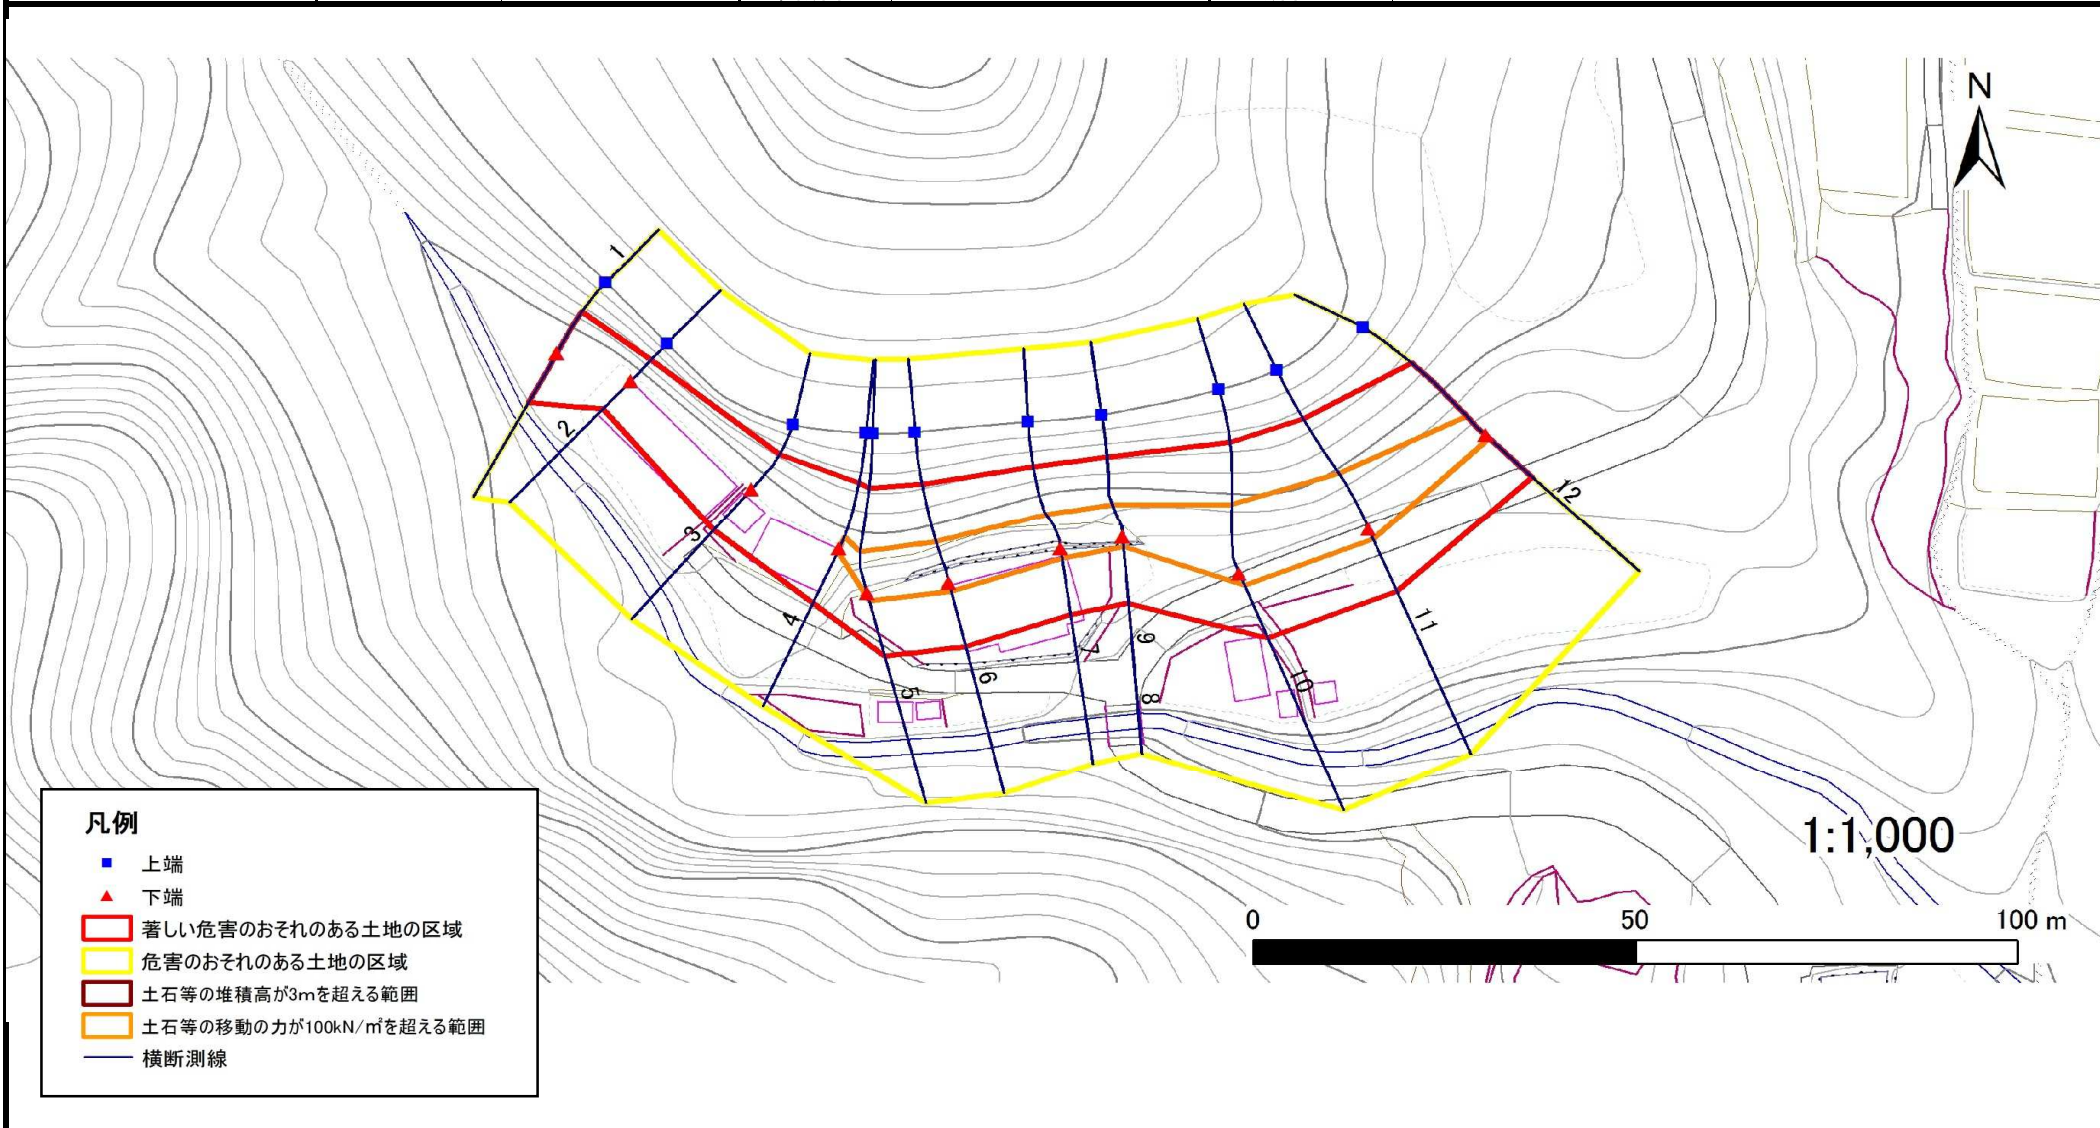 N
1
2
3
4
5
6
7
8
9
10
11
12
1:1,000
0
50
100 m
凡例
上端
下端
著しい危害のおそれのある土地の区域
危害のおそれのある土地の区域
土石等の堆積高が3mを超える範囲
土石等の移動の力が100kN/㎡を超える範囲
横断測線